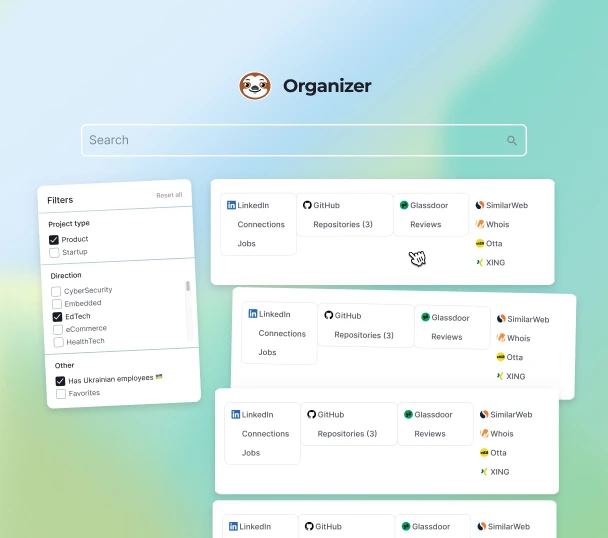 Organizer
Search
Filters
Reset all
Project type
Product
Startup
Direction
CyberSecurity
Embedded
EdTech
eCommerce
HealthTech
Other
Has Ukrainian employees 🇺🇦
Favorites
LinkedIn
Connections
Jobs
GitHub
Repositories (3)
Glassdoor
Reviews
SimilarWeb
Whois
Otta
XING
LinkedIn
Connections
Jobs
GitHub
Repositories (3)
Glassdoor
Reviews
SimilarWeb
Whois
Otta
XING
LinkedIn
Connections
Jobs
GitHub
Repositories (3)
Glassdoor
Reviews
SimilarWeb
Whois
Otta
XING
LinkedIn
GitHub
Glassdoor
SimilarWeb